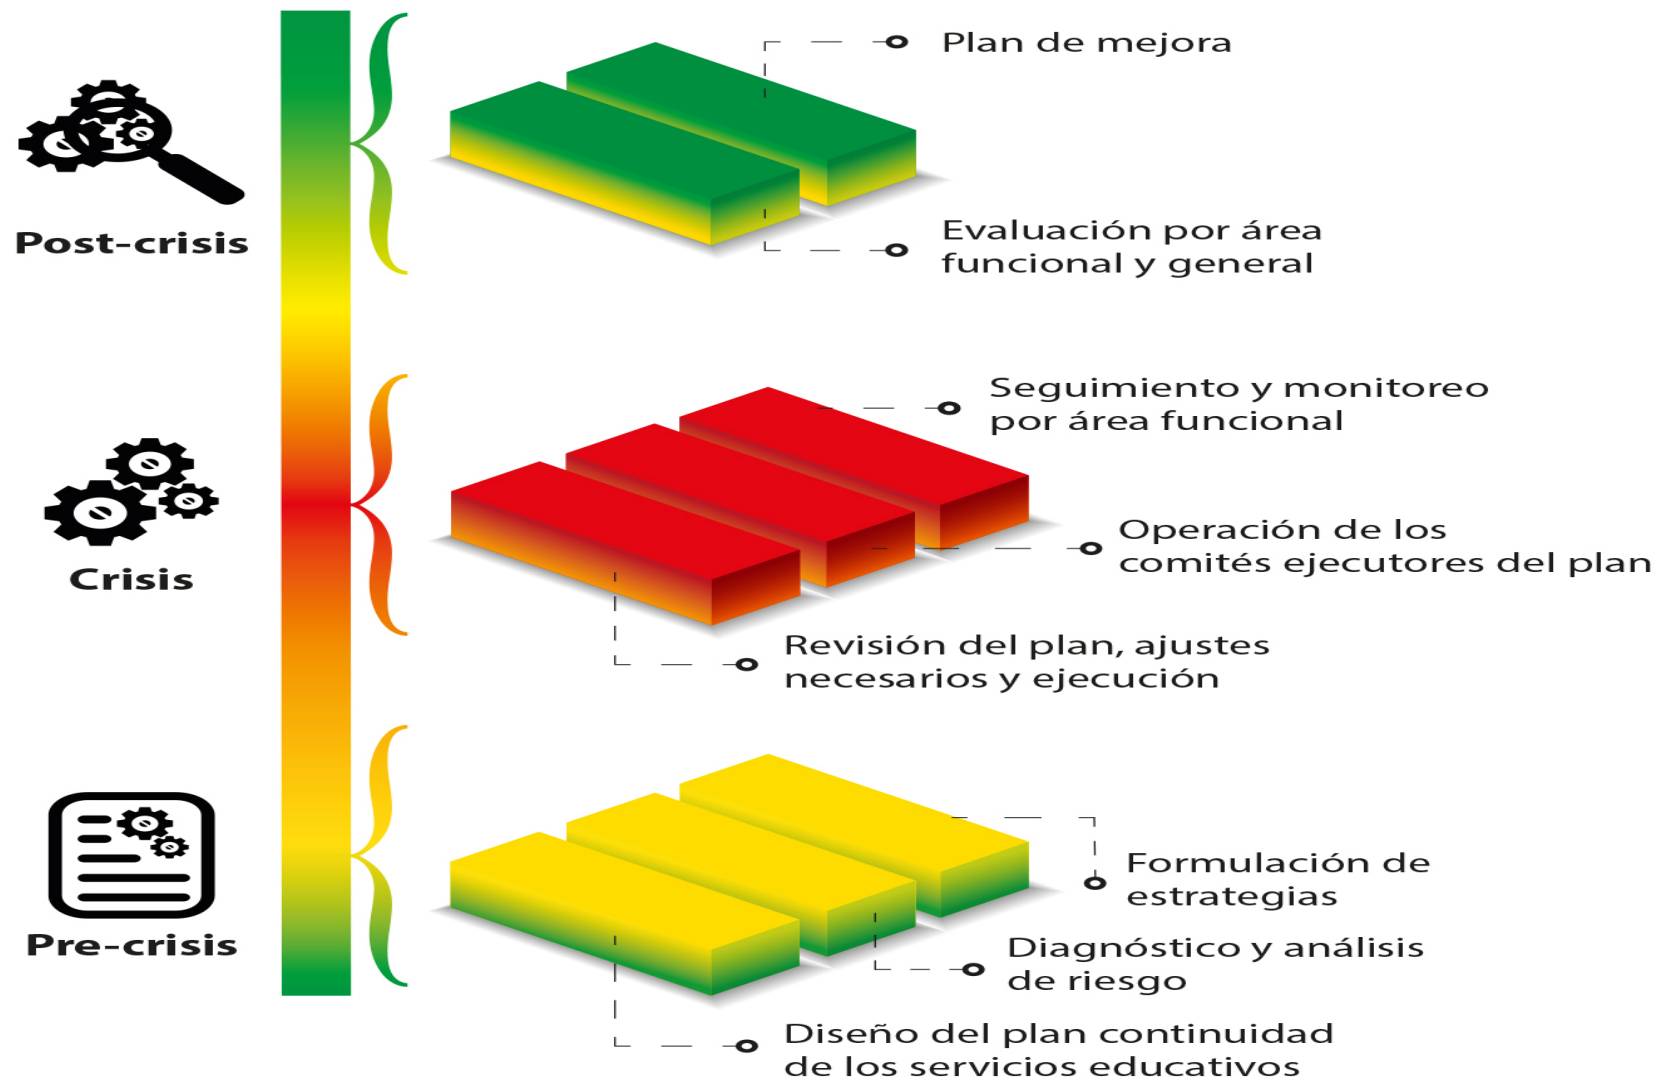 Post-crisis
Plan de mejora
Evaluación por área
funcional y general
Crisis
Seguimiento y monitoreo
por área funcional
Operación de los
comités ejecutores del plan
Revisión del plan, ajustes
necesarios y ejecución
Pre-crisis
Formulación de
estrategias
Diagnóstico y análisis
de riesgo
Diseño del plan continuidad
de los servicios educativos